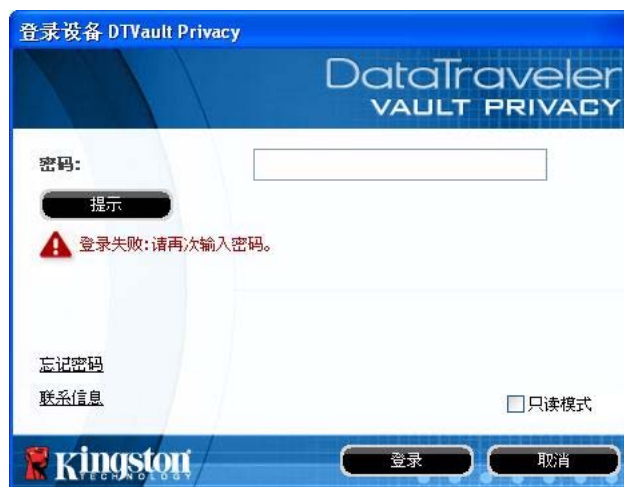 登录设备 DTVault Privacy
DataTraveler
VAULT PRIVACY
密码:
提示
登录失败:请再次输入密码。
忘记密码
联系信息
只读模式
Kingston
TECHNOLOGY
登录
取消